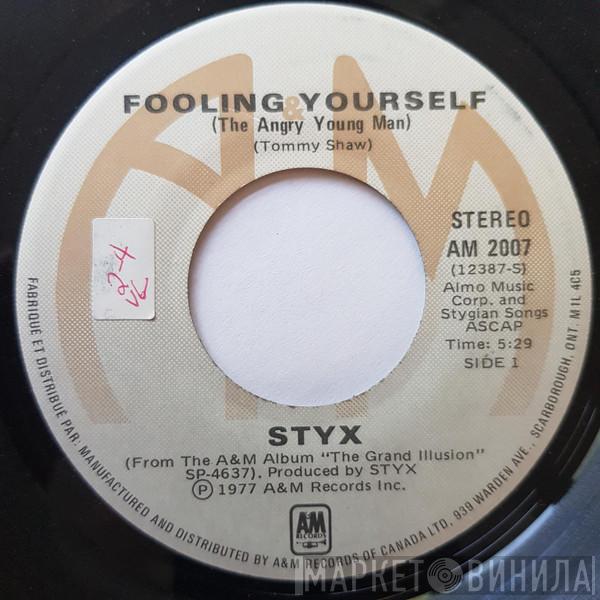 FOOLING YOURSELF
(The Angry Young Man)
(Tommy Shaw)
STEREO
AM 2007
(12387-S)
Almo Music
Corp. and
Stygian Songs
ASCAP
Time: 5:29
SIDE 1
STYX
(From The A&M Album "The Grand Illusion"
SP-4637). Produced by STYX
Ⓟ 1977 A&M Records Inc.
AM
RECORDS
FABRIQUÉ ET DISTRIBUÉ PAR: MANUFACTURED AND DISTRIBUTED BY A&M RECORDS OF CANADA LTD. 939 WARDEN AVE., SCARBOROUGH, ONT. M1L 4C5
A&M
МАРКЕТ ВИНИЛА